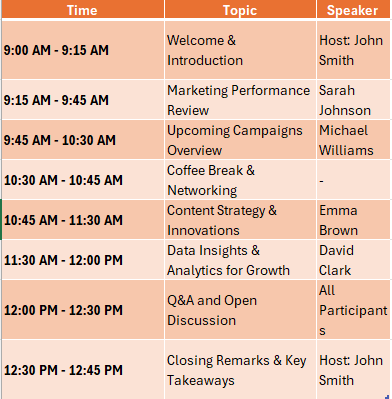 Time Topic Speaker
9:00 AM - 9:15 AM Welcome & Host: John
Introduction Smith
9:15 AM - 9:45 AM Marketing Performance Sarah
Review Johnson
9:45 AM - 10:30 AM Upcoming Campaigns Michael
Overview Williams
10:30 AM - 10:45 AM Coffee Break & -
Networking
10:45 AM - 11:30 AM Content Strategy & Emma
Innovations Brown
11:30 AM - 12:00 PM Data Insights & David
Analytics for Growth Clark
12:00 PM - 12:30 PM Q&A and Open All
Discussion Participant
s
12:30 PM - 12:45 PM Closing Remarks & Key Host: John
Takeaways Smith